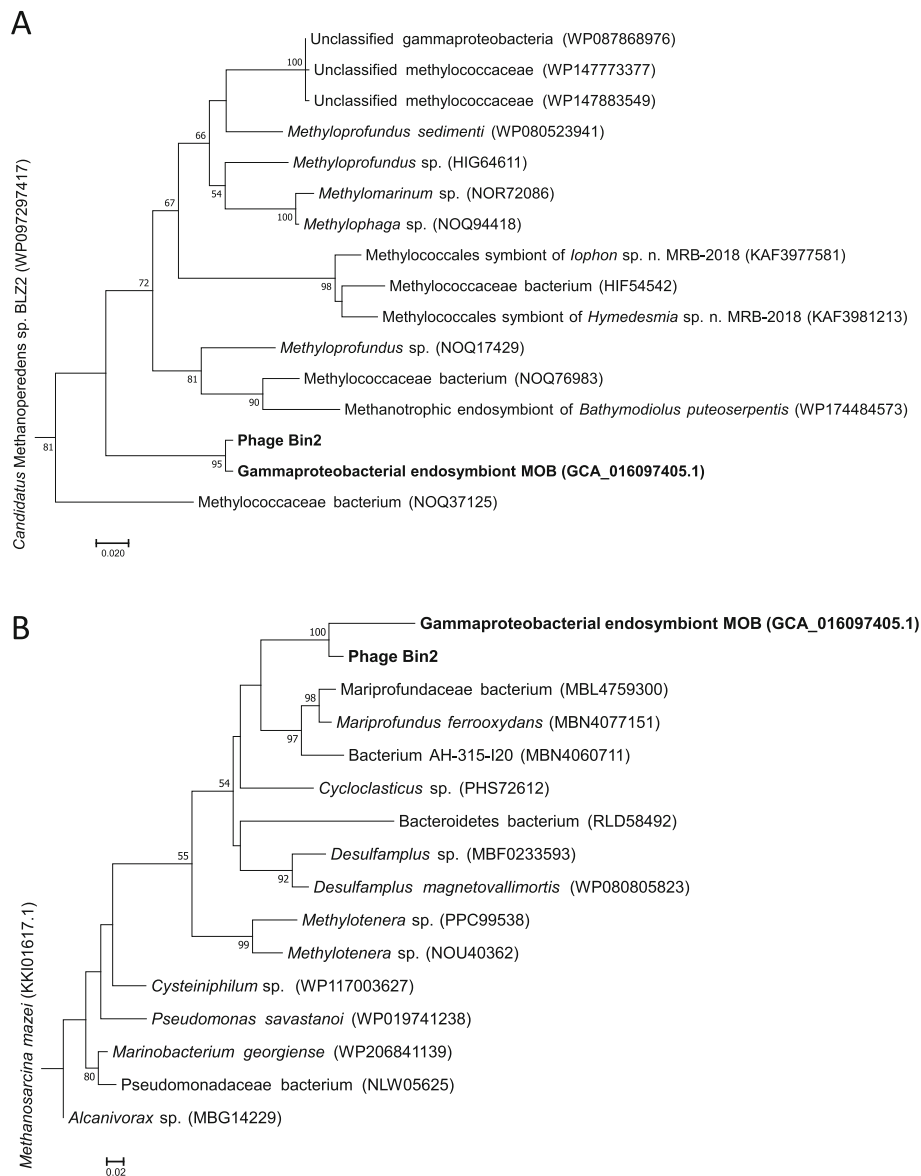 A
Unclassified gammaproteobacteria (WP087868976)
100
Unclassified methylococcaceae (WP147773377)
Unclassified methylococcaceae (WP147883549)
Methyloprofundus sedimenti (WP080523941)
66
Methyloprofundus sp. (HIG64611)
54
Methylomarinum sp. (NOR72086)
67
100
Methylophaga sp. (NOQ94418)
Methylococcales symbiont of Iophon sp. n. MRB-2018 (KAF3977581)
98
Methylococcaceae bacterium (HIF54542)
72
Methylococcales symbiont of Hymedesmia sp. n. MRB-2018 (KAF3981213)
Methyloprofundus sp. (NOQ17429)
81
Methylococcaceae bacterium (NOQ76983)
90
Methanotrophic endosymbiont of Bathymodiolus puteoserpentis (WP174484573)
Phage Bin2
95
Gammaproteobacterial endosymbiont MOB (GCA_016097405.1)
81
Methylococcaceae bacterium (NOQ37125)
Candidatus Methanoperedens sp. BLZ2 (WP097297417)
0.020
B
Gammaproteobacterial endosymbiont MOB (GCA_016097405.1)
100
Phage Bin2
Mariprofundaceae bacterium (MBL4759300)
98
Mariprofundus ferrooxydans (MBN4077151)
97
Bacterium AH-315-I20 (MBN4060711)
54
Cycloclasticus sp. (PHS72612)
Bacteroidetes bacterium (RLD58492)
Desulfamplus sp. (MBF0233593)
55
92
Desulfamplus magnetovallimortis (WP080805823)
Methylotenera sp. (PPC99538)
99
Methylotenera sp. (NOU40362)
Cysteiniphilum sp. (WP117003627)
Pseudomonas savastanoi (WP019741238)
Marinobacterium georgiense (WP206841139)
80
Pseudomonadaceae bacterium (NLW05625)
Alcanivorax sp. (MBG14229)
Methanosarcina mazei (KKI01617.1)
0.02